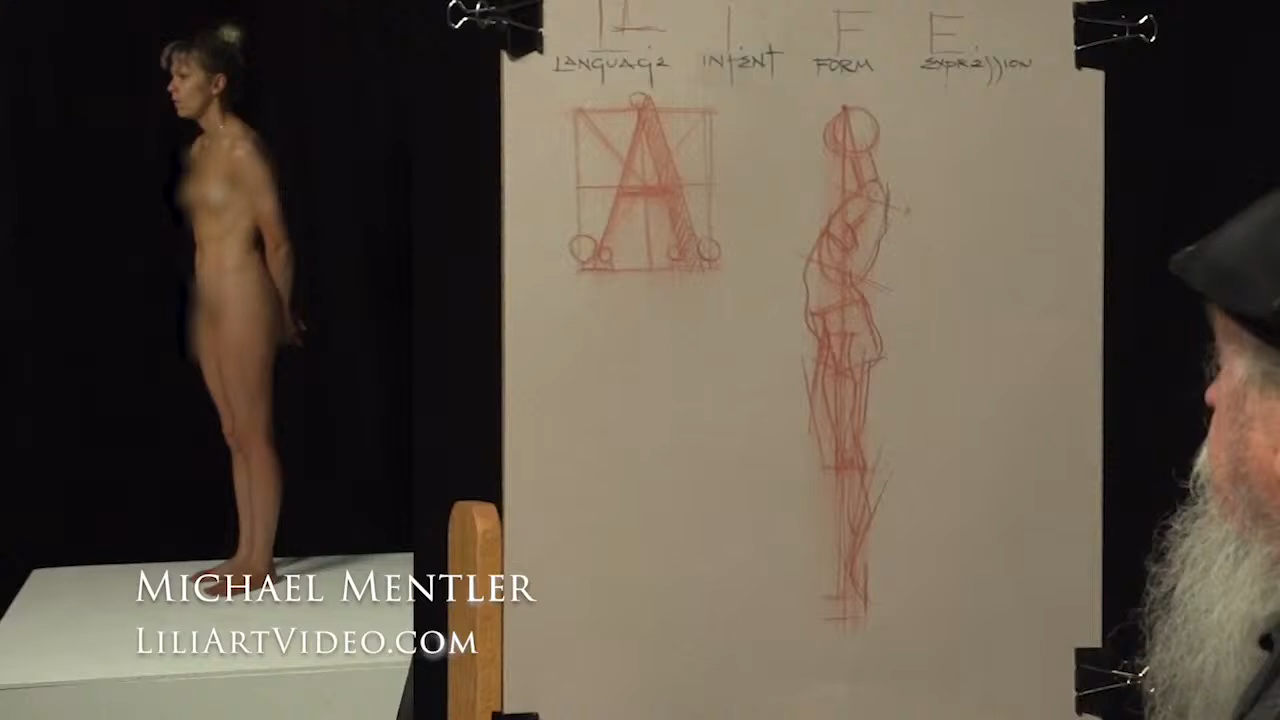 L I F E
LANGUAGE INTENT FORM EXPRESSION
A
MICHAEL MENTLER
LILIARTVIDEO.COM